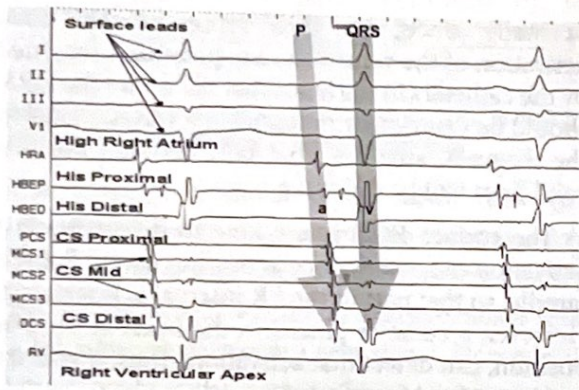 Surface leads
P QRS
I
II
III
V1
High Right Atrium
HRA
His Proximal
HBEP
His Distal
a
HBED
CS Proximal
PCS
MCS1
CS Mid
MCS2
MCS3
CS Distal
DCS
RV
Right Ventricular Apex